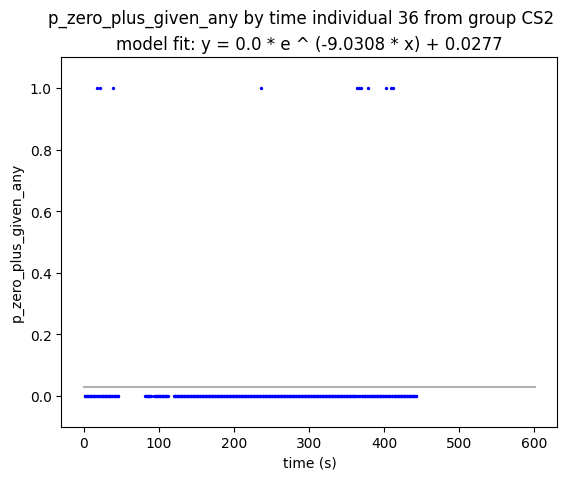 p_zero_plus_given_any by time individual 36 from group CS2
model fit: y = 0.0 * e ^ (-9.0308 * x) + 0.0277
1.0
0.8
0.6
0.4
0.2
0.0
p_zero_plus_given_any
0 100 200 300 400 500 600
time (s)